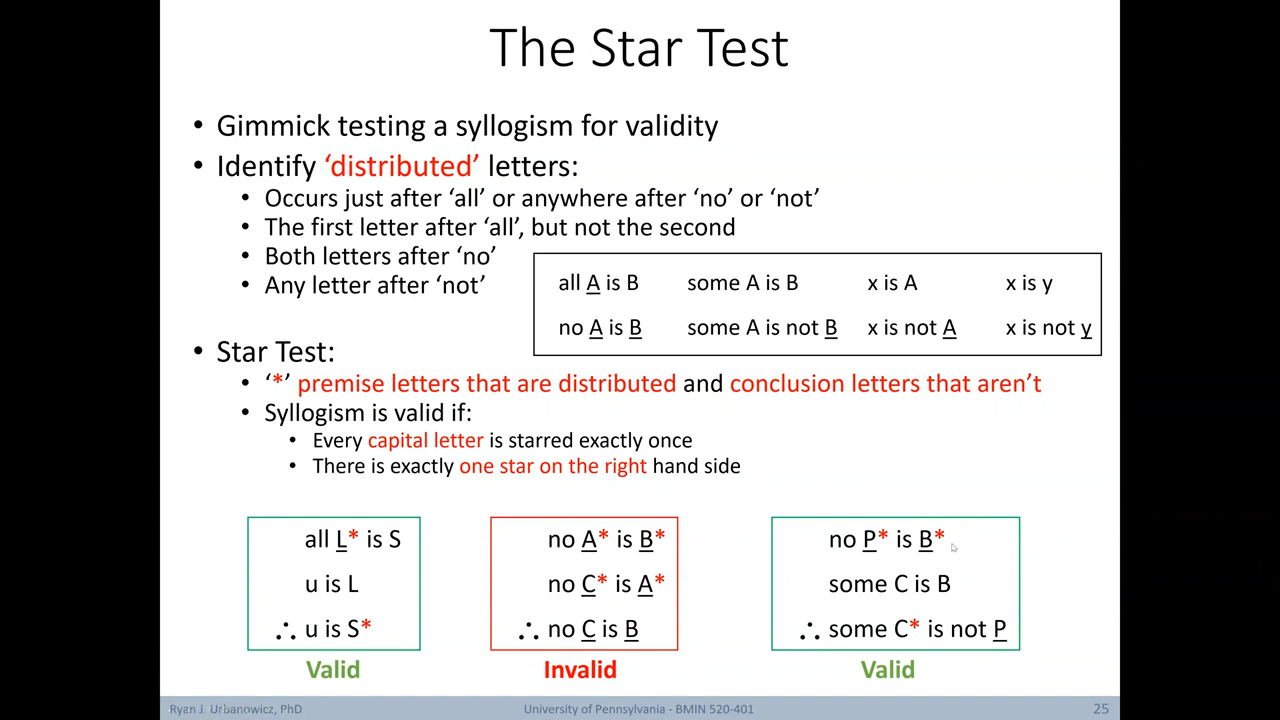 The Star Test
• Gimmick testing a syllogism for validity
• Identify ‘distributed’ letters:
• Occurs just after ‘all’ or anywhere after ‘no’ or ‘not’
• The first letter after ‘all’, but not the second
• Both letters after ‘no’
• Any letter after ‘not’
all A is B some A is B x is A x is y
no A is B some A is not B x is not A x is not y
• Star Test:
• ‘*’ premise letters that are distributed and conclusion letters that aren’t
• Syllogism is valid if:
• Every capital letter is starred exactly once
• There is exactly one star on the right hand side
all L* is S
u is L
∴ u is S*
Valid
no A* is B*
no C* is A*
∴ no C is B
Invalid
no P* is B*
some C is B
∴ some C* is not P
Valid
Ryan J. Urbanowicz, PhD University of Pennsylvania - BMIN 520-401 25